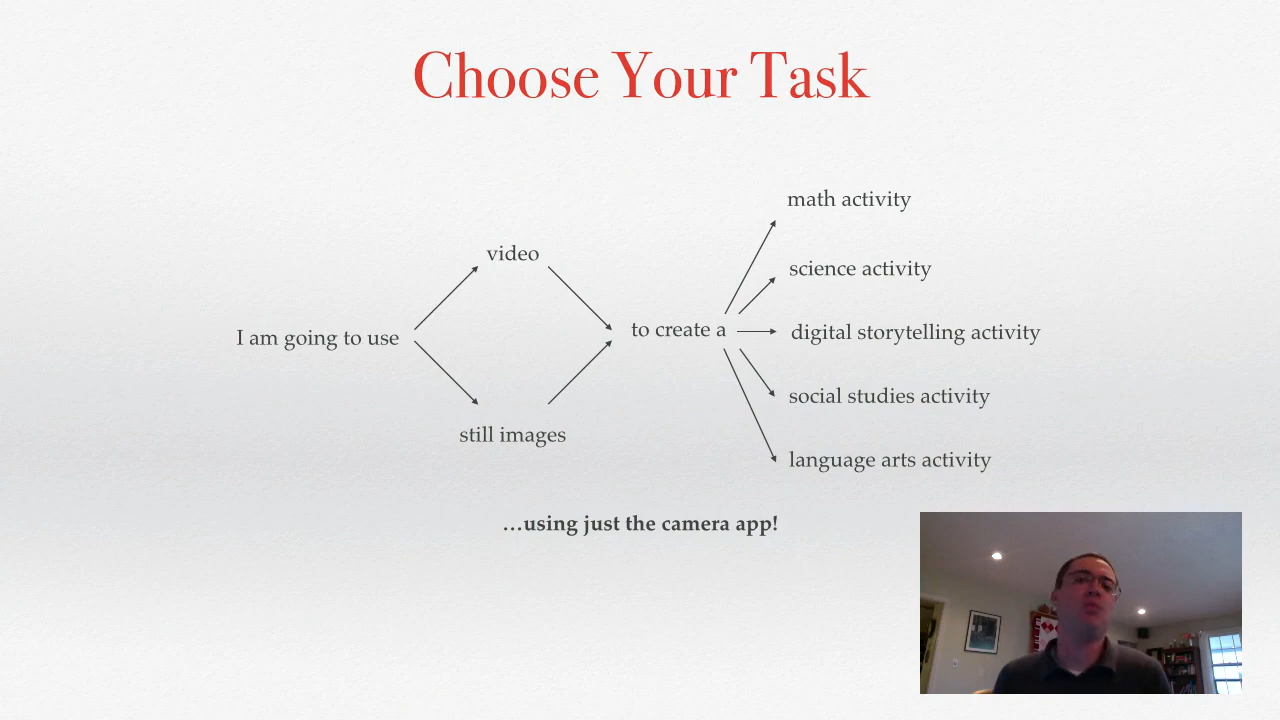 Choose Your Task
math activity
video
science activity
I am going to use
to create a
digital storytelling activity
social studies activity
still images
language arts activity
…using just the camera app!